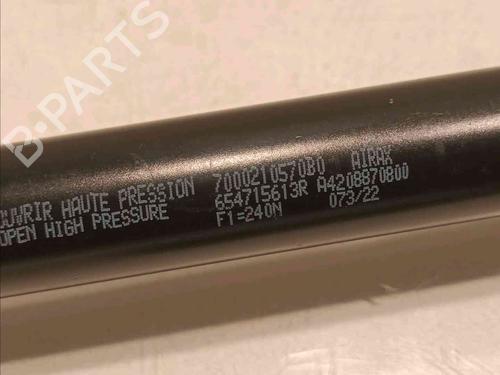 B-PARTS
OUVRIR HAUTE PRESSION 7000210570B0 AIRAX
OPEN HIGH PRESSURE 654715613R A4208870800
F1=240N 073/22